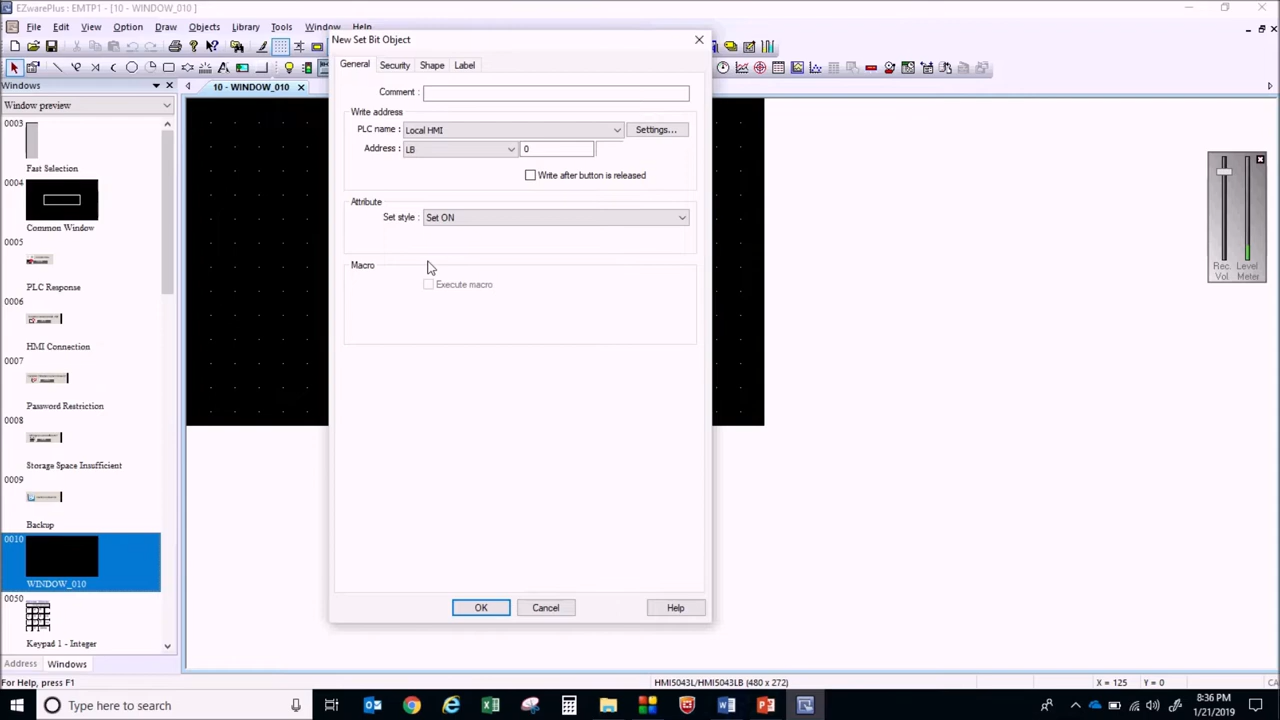 EZwarePlus : EMTP1 - [10 - WINDOW_010 ]
File Edit View Option Draw Objects Library Tools Window Help
Windows
Window preview
0003
Fast Selection
0004
Common Window
0005
PLC Response
0006
HMI Connection
0007
Password Restriction
0008
Storage Space Insufficient
0009
Backup
0010
WINDOW_010
0050
Keypad 1 - Integer
Address Windows
10 - WINDOW_010
New Set Bit Object
General Security Shape Label
Comment :
Write address
PLC name : Local HMI Settings...
Address : LB 0
Write after button is released
Attribute
Set style : Set ON
Macro
Execute macro
OK Cancel Help
Rec. Vol
Level Meter
For Help, press F1
HMI5043L/HMI5043LB (480 x 272)
X = 125 Y = 0 CA
Type here to search
8:36 PM
1/21/2019